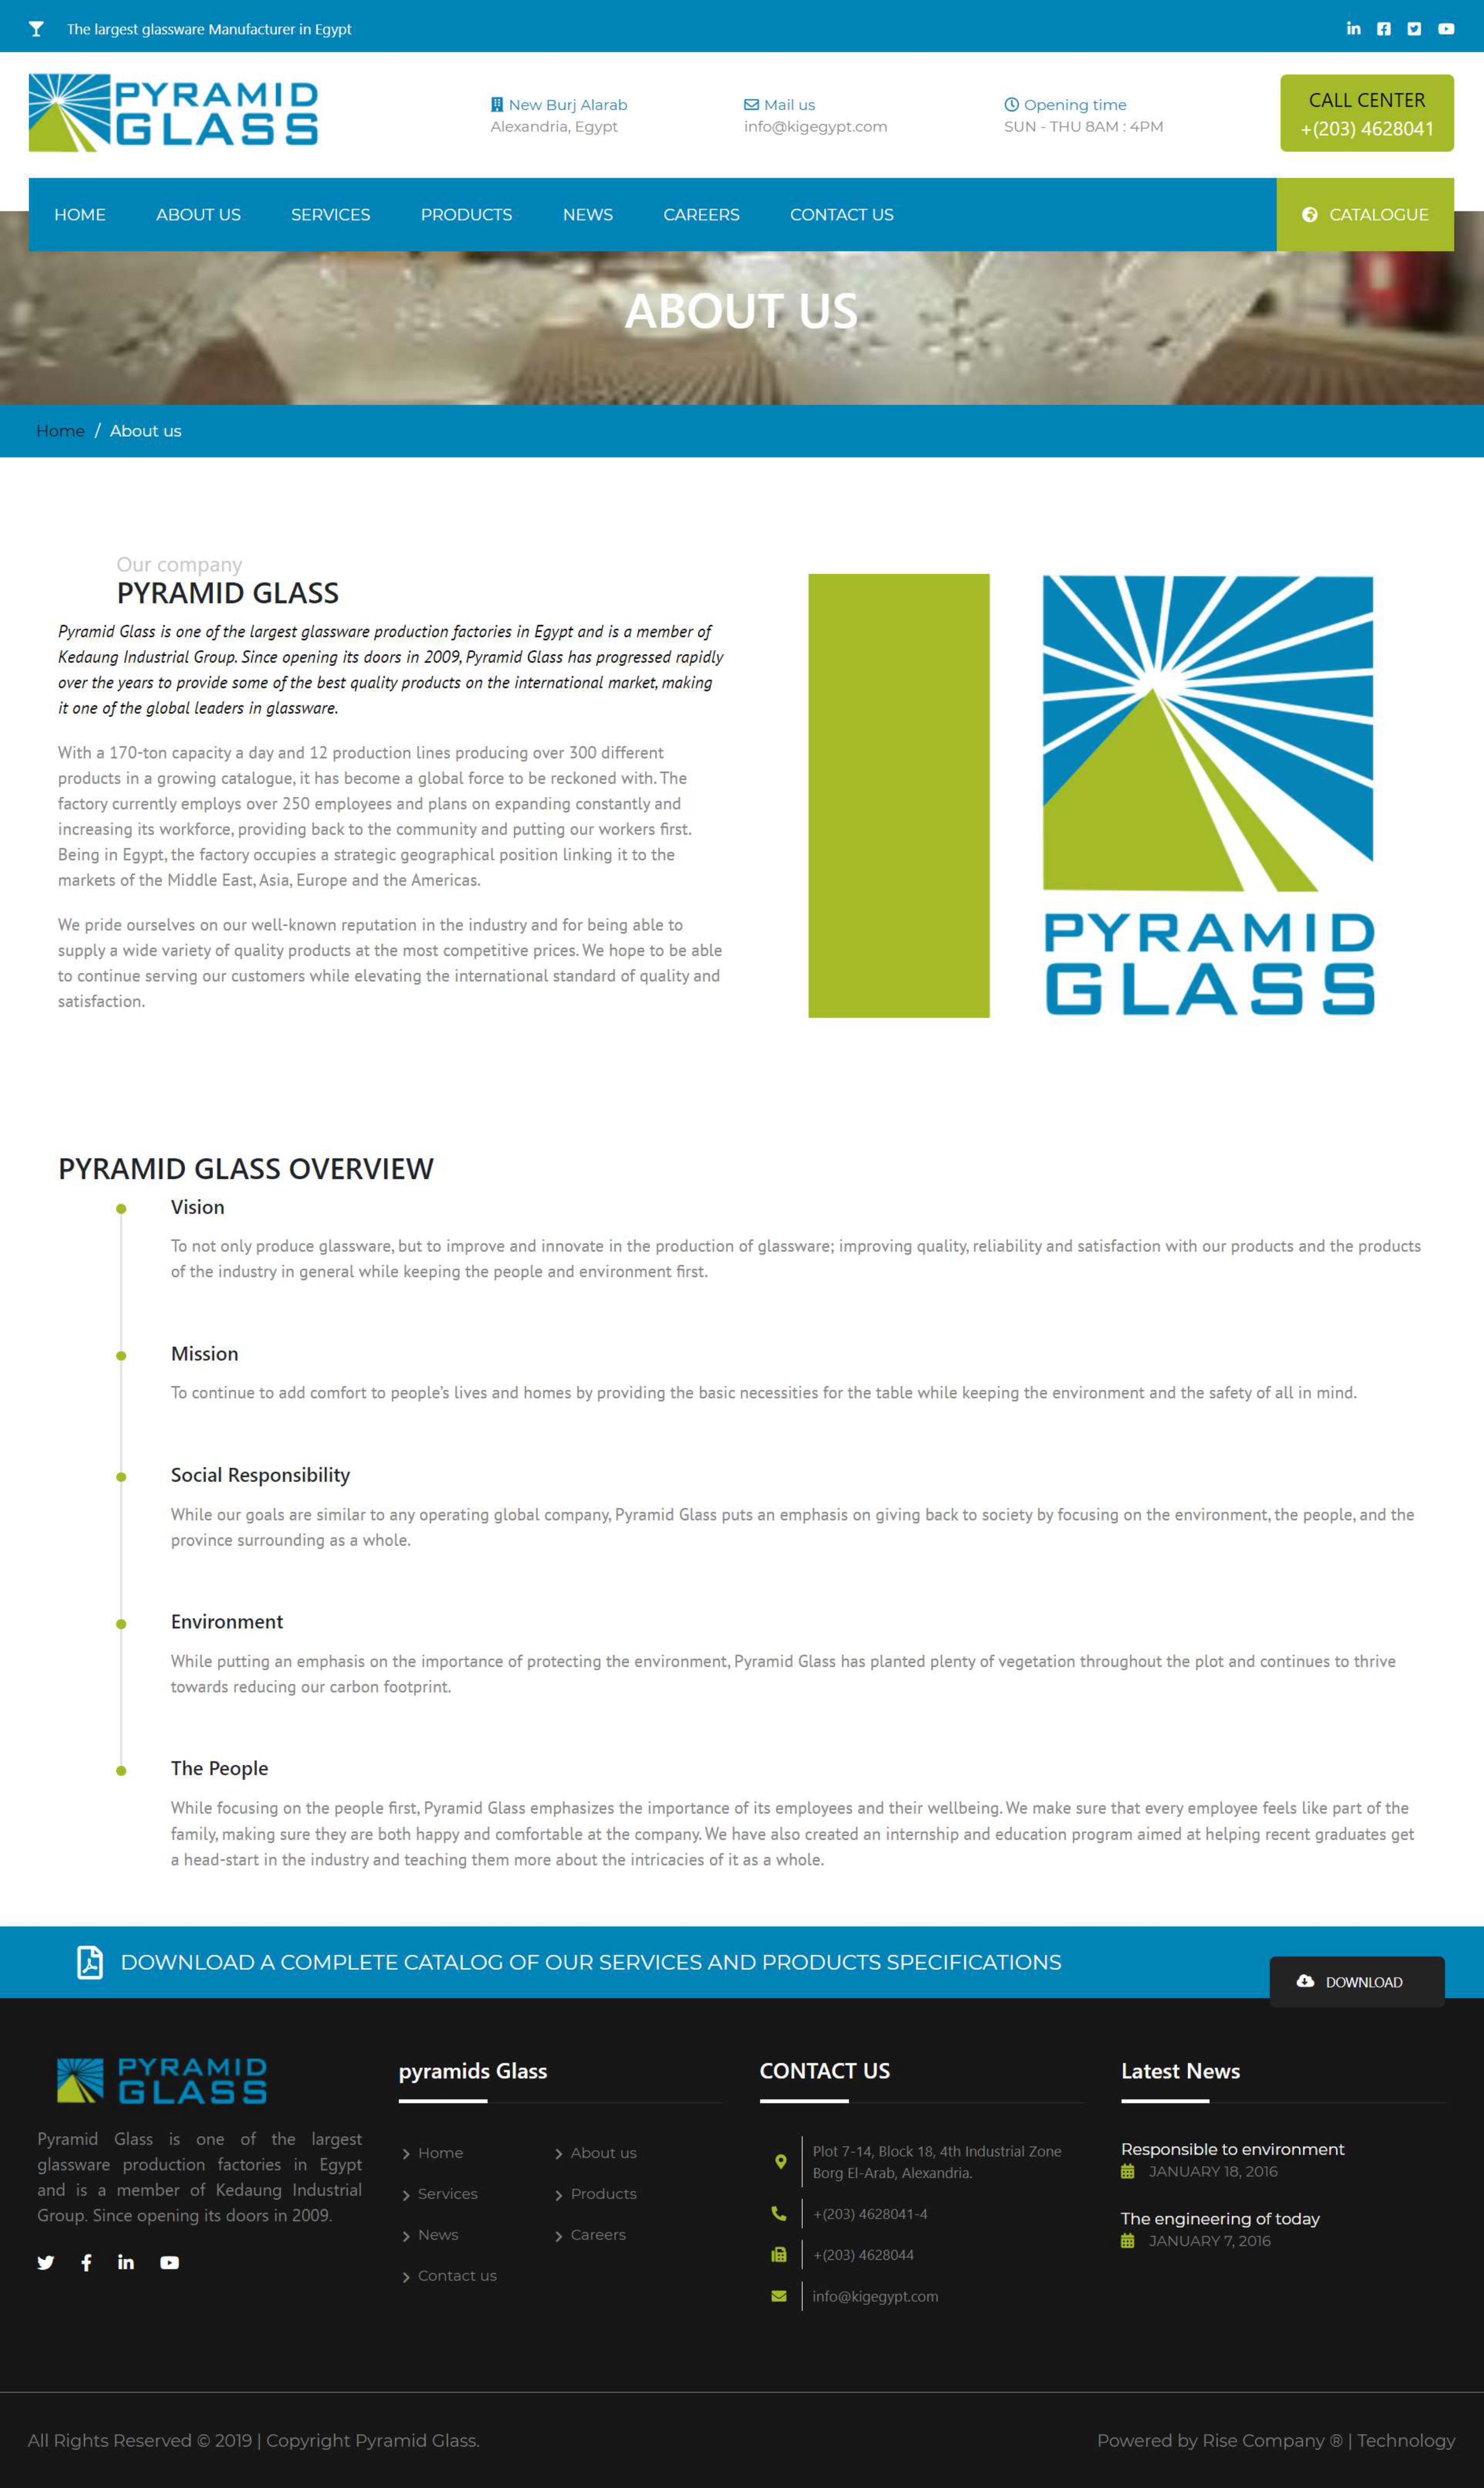 The largest glassware Manufacturer in Egypt
PYRAMID
GLASS
New Burj Alarab
Alexandria, Egypt
Mail us
info@kigegypt.com
Opening time
SUN - THU 8AM : 4PM
CALL CENTER
+(203) 4628041
HOME
ABOUT US
SERVICES
PRODUCTS
NEWS
CAREERS
CONTACT US
CATALOGUE
ABOUT US
Home / About us
Our company
PYRAMID GLASS
Pyramid Glass is one of the largest glassware production factories in Egypt and is a member of
Kedaung Industrial Group. Since opening its doors in 2009, Pyramid Glass has progressed rapidly
over the years to provide some of the best quality products on the international market, making
it one of the global leaders in glassware.
With a 170-ton capacity a day and 12 production lines producing over 300 different
products in a growing catalogue, it has become a global force to be reckoned with. The
factory currently employs over 250 employees and plans on expanding constantly and
increasing its workforce, providing back to the community and putting our workers first.
Being in Egypt, the factory occupies a strategic geographical position linking it to the
markets of the Middle East, Asia, Europe and the Americas.
We pride ourselves on our well-known reputation in the industry and for being able to
supply a wide variety of quality products at the most competitive prices. We hope to be able
to continue serving our customers while elevating the international standard of quality and
satisfaction.
PYRAMID
GLASS
PYRAMID GLASS OVERVIEW
Vision
To not only produce glassware, but to improve and innovate in the production of glassware; improving quality, reliability and satisfaction with our products and the products
of the industry in general while keeping the people and environment first.
Mission
To continue to add comfort to people's lives and homes by providing the basic necessities for the table while keeping the environment and the safety of all in mind.
Social Responsibility
While our goals are similar to any operating global company, Pyramid Glass puts an emphasis on giving back to society by focusing on the environment, the people, and the
province surrounding as a whole.
Environment
While putting an emphasis on the importance of protecting the environment, Pyramid Glass has planted plenty of vegetation throughout the plot and continues to thrive
towards reducing our carbon footprint.
The People
While focusing on the people first, Pyramid Glass emphasizes the importance of its employees and their wellbeing. We make sure that every employee feels like part of the
family, making sure they are both happy and comfortable at the company. We have also created an internship and education program aimed at helping recent graduates get
a head-start in the industry and teaching them more about the intricacies of it as a whole.
DOWNLOAD A COMPLETE CATALOG OF OUR SERVICES AND PRODUCTS SPECIFICATIONS
DOWNLOAD
PYRAMID
GLASS
Pyramid Glass is one of the largest
glassware production factories in Egypt
and is a member of Kedaung Industrial
Group. Since opening its doors in 2009.
pyramids Glass
Home
About us
Services
Products
News
Careers
Contact us
CONTACT US
Plot 7-14, Block 18, 4th Industrial Zone
Borg El-Arab, Alexandria.
+(203) 4628041-4
+(203) 4628044
info@kigegypt.com
Latest News
Responsible to environment
JANUARY 18, 2016
The engineering of today
JANUARY 7, 2016
All Rights Reserved © 2019 | Copyright Pyramid Glass.
Powered by Rise Company ® | Technology